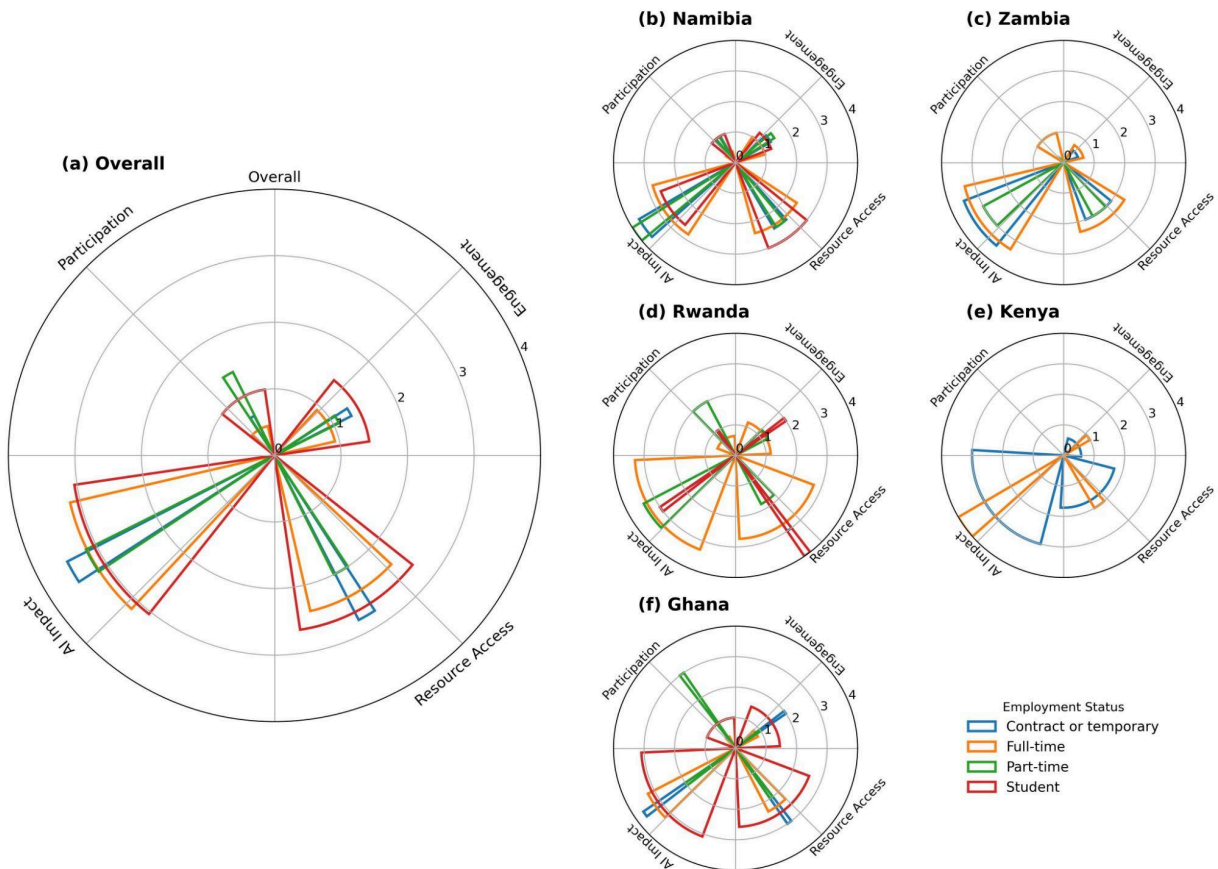 (a) Overall
Overall
Participation
Engagement
AI Impact
Resource Access
0
1
2
3
4
(b) Namibia
Participation
Engagement
AI Impact
Resource Access
0
1
2
3
4
(c) Zambia
Engagement
AI Impact
Resource Access
0
1
2
3
4
(d) Rwanda
Participation
Engagement
AI Impact
Resource Access
0
1
2
3
4
(e) Kenya
Participation
Engagement
AI Impact
Resource Access
0
1
2
3
4
(f) Ghana
Participation
Engagement
AI Impact
Resource Access
0
1
2
3
4
Employment Status
Contract or temporary
Full-time
Part-time
Student